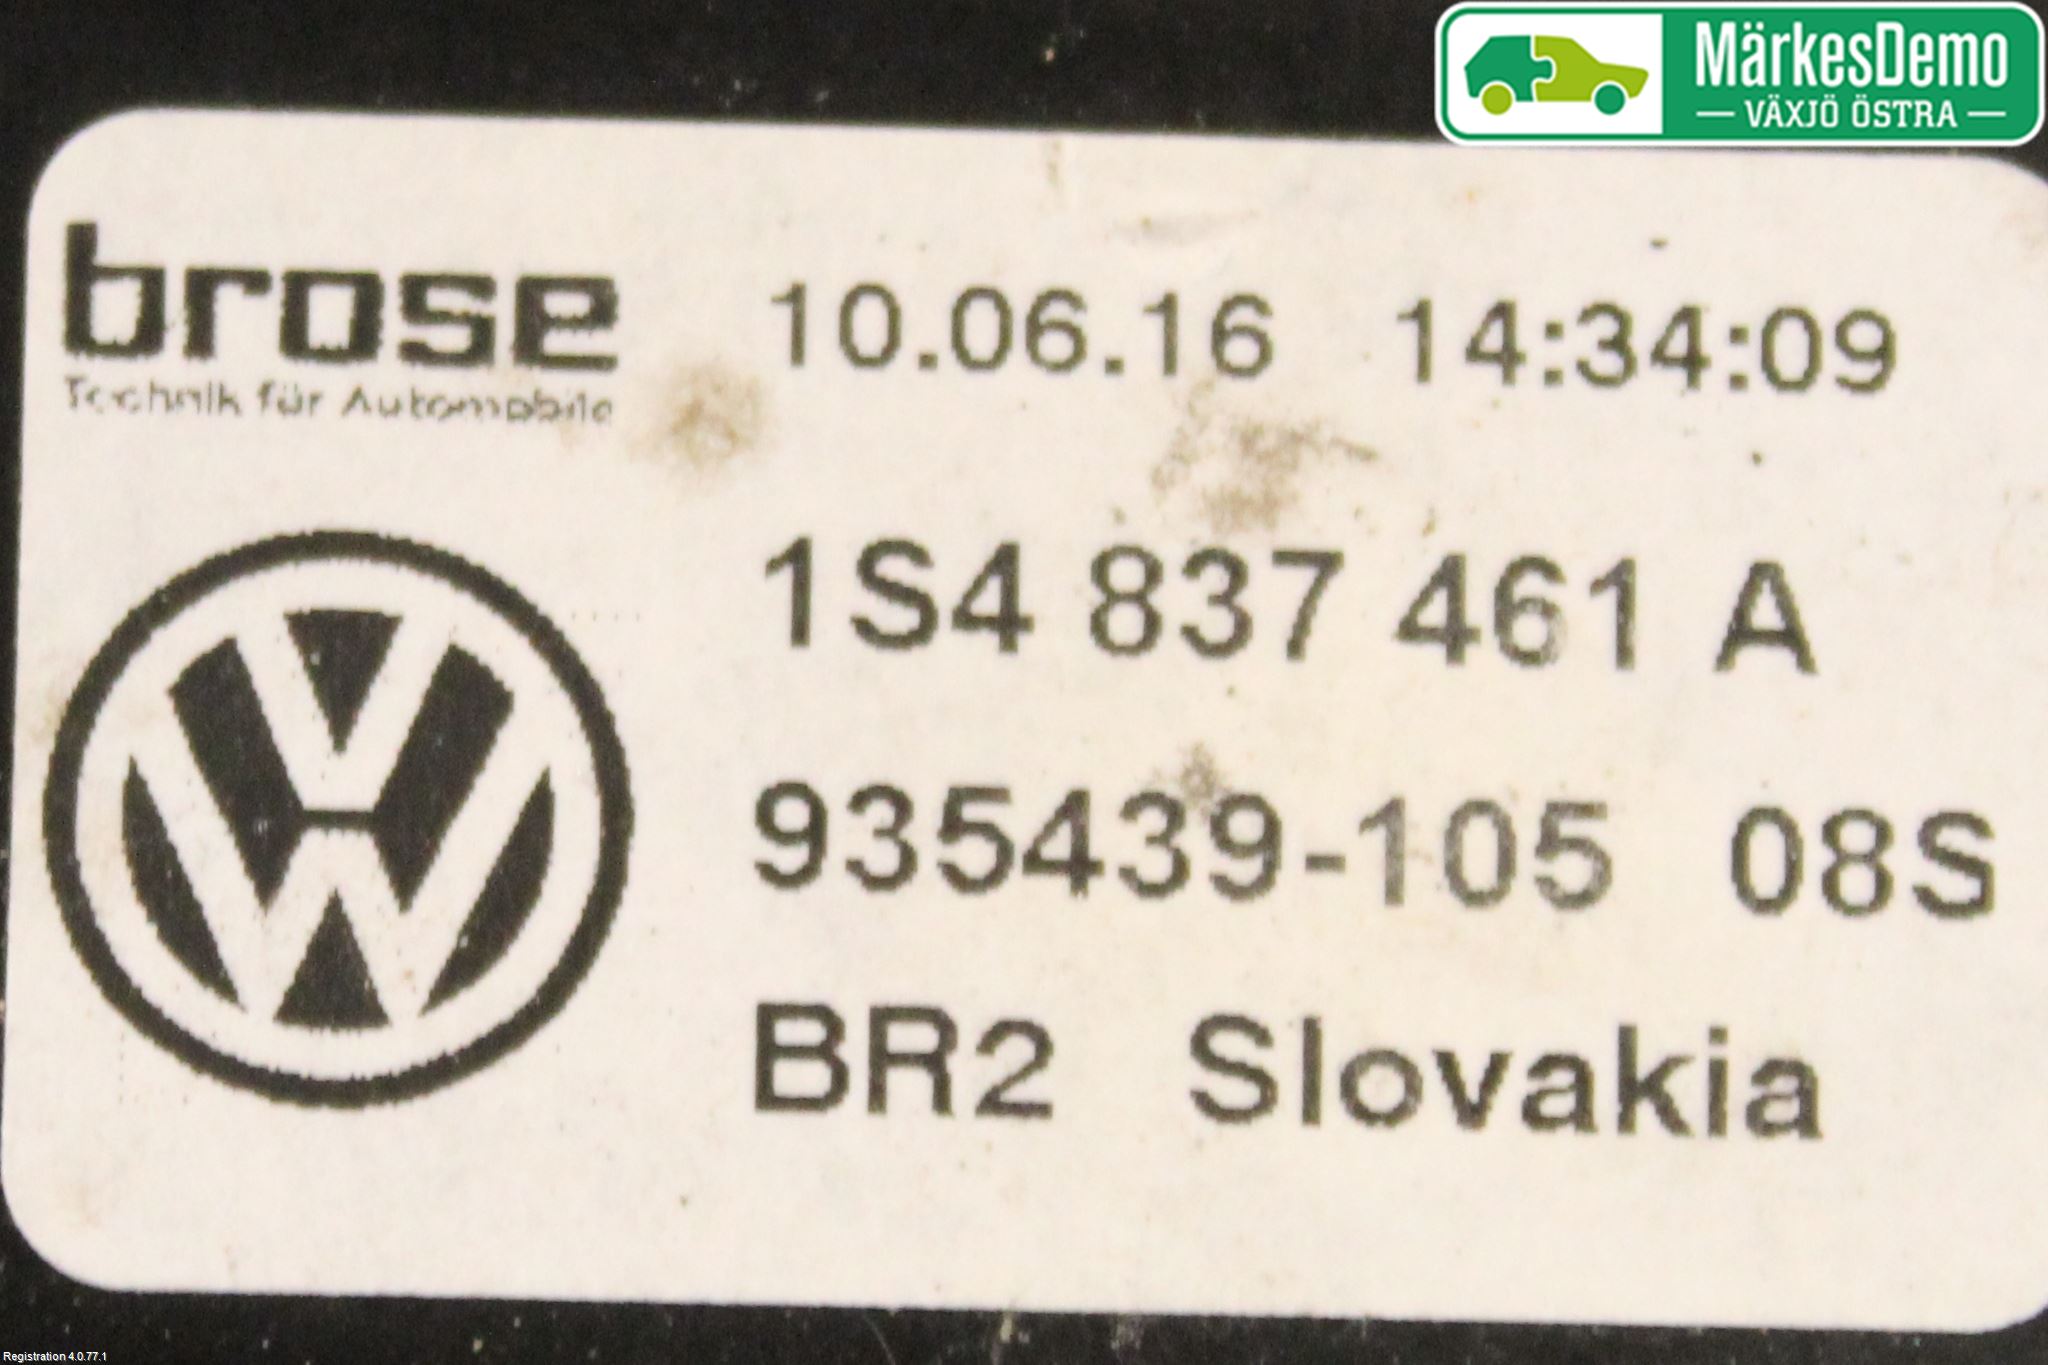 MärkesDemo
VÄXJÖ ÖSTRA
brose
Technik für Automobile
10.06.16 14:34:09
1S4 837 461 A
935439-105 08S
BR2 Slovakia
Registration 4.0.77.1